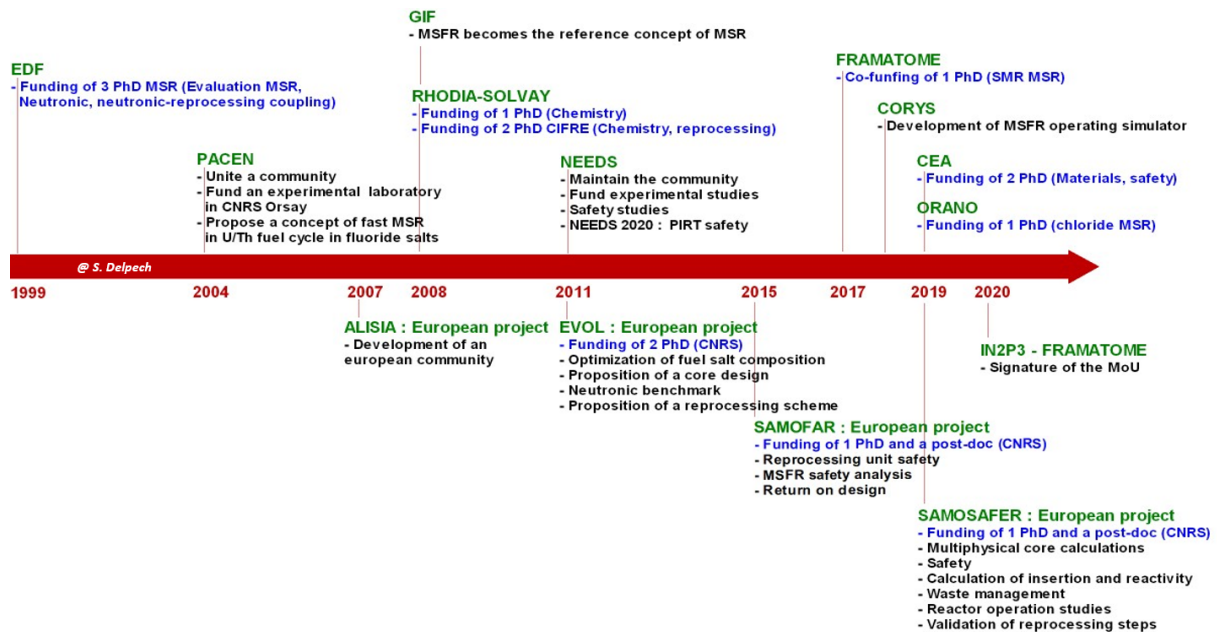 GIF
- MSFR becomes the reference concept of MSR
EDF
- Funding of 3 PhD MSR (Evaluation MSR,
Neutronic, neutronic-reprocessing coupling)
RHODIA-SOLVAY
- Funding of 1 PhD (Chemistry)
- Funding of 2 PhD CIFRE (Chemistry, reprocessing)
FRAMATOME
- Co-funfing of 1 PhD (SMR MSR)
CORYS
- Development of MSFR operating simulator
PACEN
- Unite a community
- Fund an experimental laboratory
in CNRS Orsay
- Propose a concept of fast MSR
in U/Th fuel cycle in fluoride salts
NEEDS
- Maintain the community
- Fund experimental studies
- Safety studies
- NEEDS 2020 : PIRT safety
CEA
- Funding of 2 PhD (Materials, safety)
ORANO
- Funding of 1 PhD (chloride MSR)
@ S. Delpech
1999 2004 2007 2008 2011 2015 2017 2019 2020
ALISIA : European project
- Development of an
european community
EVOL : European project
- Funding of 2 PhD (CNRS)
- Optimization of fuel salt composition
- Proposition of a core design
- Neutronic benchmark
- Proposition of a reprocessing scheme
IN2P3 - FRAMATOME
- Signature of the MoU
SAMOFAR : European project
- Funding of 1 PhD and a post-doc (CNRS)
- Reprocessing unit safety
- MSFR safety analysis
- Return on design
SAMOSAFER : European project
- Funding of 1 PhD and a post-doc (CNRS)
- Multiphysical core calculations
- Safety
- Calculation of insertion and reactivity
- Waste management
- Reactor operation studies
- Validation of reprocessing steps